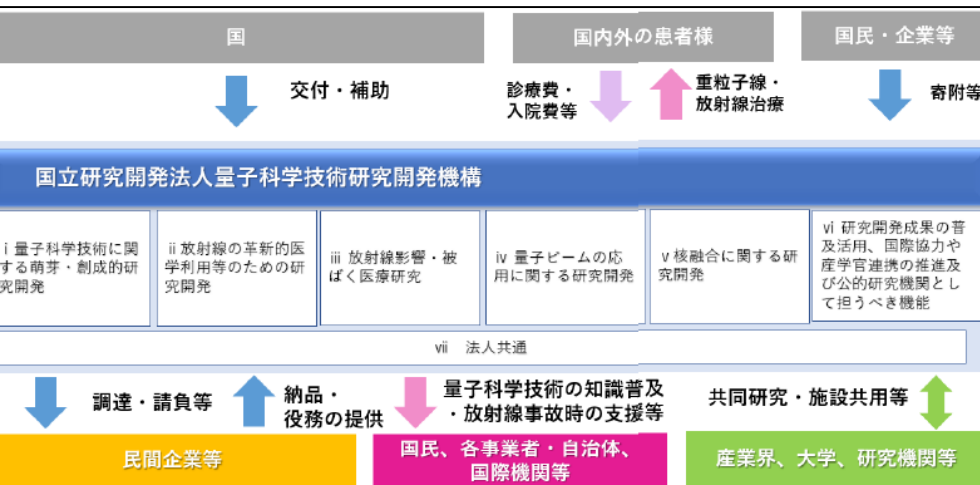 国
国内外の患者様
国民・企業等
交付・補助
診療費・
入院費等
重粒子線・
放射線治療
寄附等
国立研究開発法人量子科学技術研究開発機構
ⅰ量子科学技術に関
する萌芽・創成的研
究開発
ⅱ放射線の革新的医
学利用等のための研
究開発
ⅲ 放射線影響・被
ばく医療研究
ⅳ 量子ビームの応
用に関する研究開発
ⅴ核融合に関する研
究開発
ⅵ 研究開発成果の普
及活用、国際協力や
産学官連携の推進及
び公的研究機関とし
て担うべき機能
ⅶ 法人共通
調達・請負等
納品・
役務の提供
量子科学技術の知識普及
・放射線事故時の支援等
共同研究・施設共用等
民間企業等
国民、各事業者・自治体、
国際機関等
産業界、大学、研究機関等